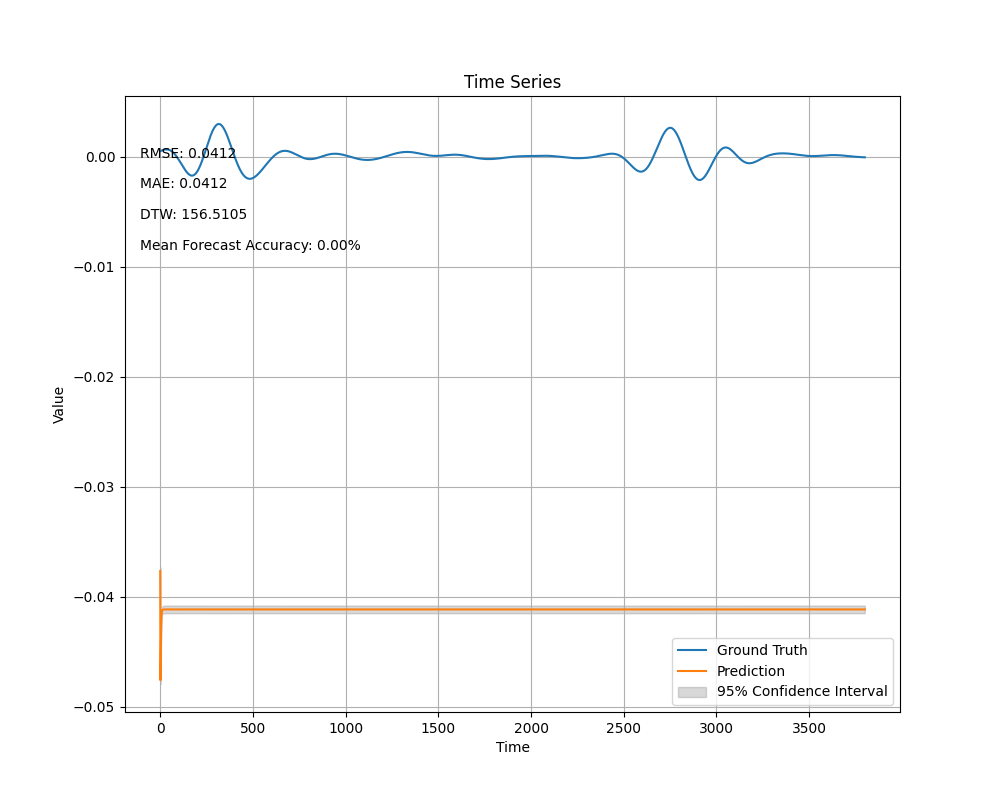 Time Series
RMSE: 0.0412
MAE: 0.0412
DTW: 156.5105
Mean Forecast Accuracy: 0.00%
0.00
−0.01
−0.02
−0.03
−0.04
−0.05
Value
Ground Truth
Prediction
95% Confidence Interval
0 500 1000 1500 2000 2500 3000 3500
Time